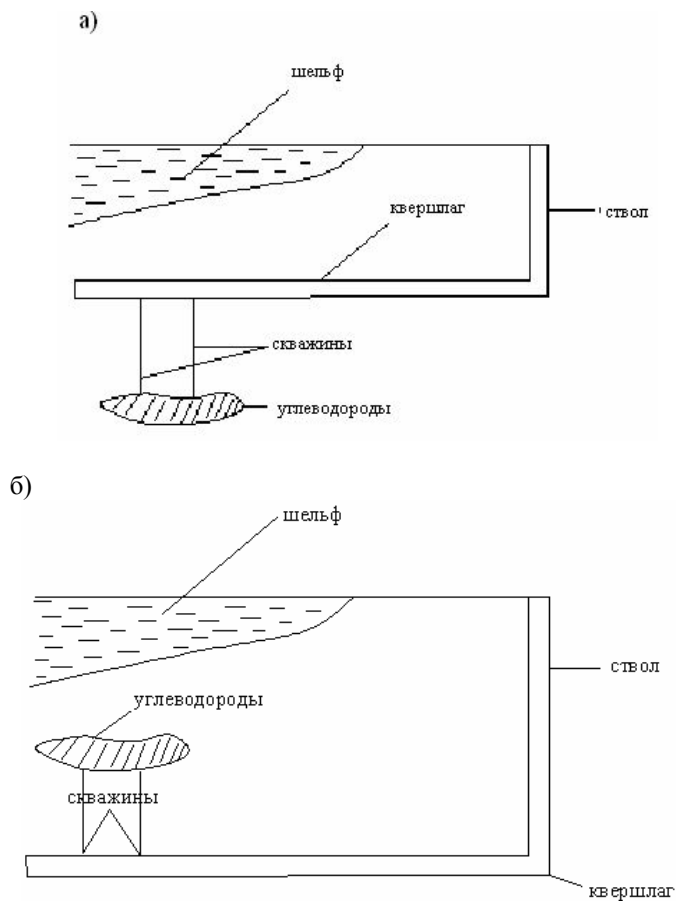 а)
шельф
квершлаг
ствол
скважины
углеводороды
б)
шельф
ствол
углеводороды
скважины
квершлаг